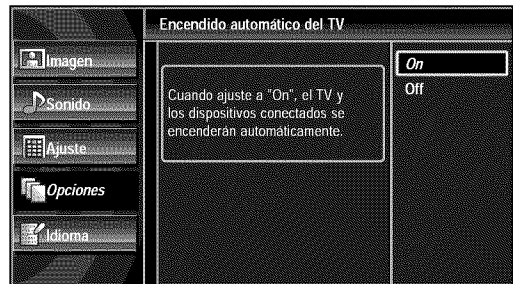 Encendido automático del TV
Imagen
Sonido
Ajuste
Opciones
Idioma
Cuando ajuste a "On", el TV y
los dispositivos conectados se
encenderán automáticamente.
On
Off